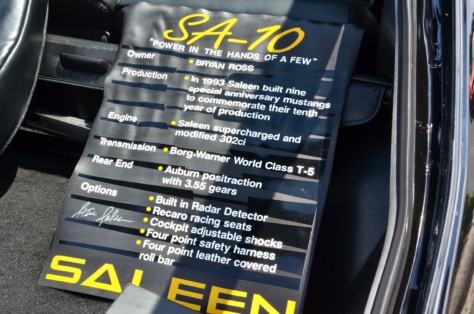 SA-10
"POWER IN THE HANDS OF A FEW"
Owner • BRYAN ROSS
Production • In 1993 Saleen built nine
special anniversary mustangs
to commemorate their tenth
year of production
Engine • Saleen supercharged and
modified 302ci
Transmission • Borg-Warner World Class T-5
Rear End • Auburn positraction
with 3.55 gears
Options • Built in Radar Detector
• Recaro racing seats
• Cockpit adjustable shocks
• Four point safety harness
• Four point leather covered
roll bar
SALEEN